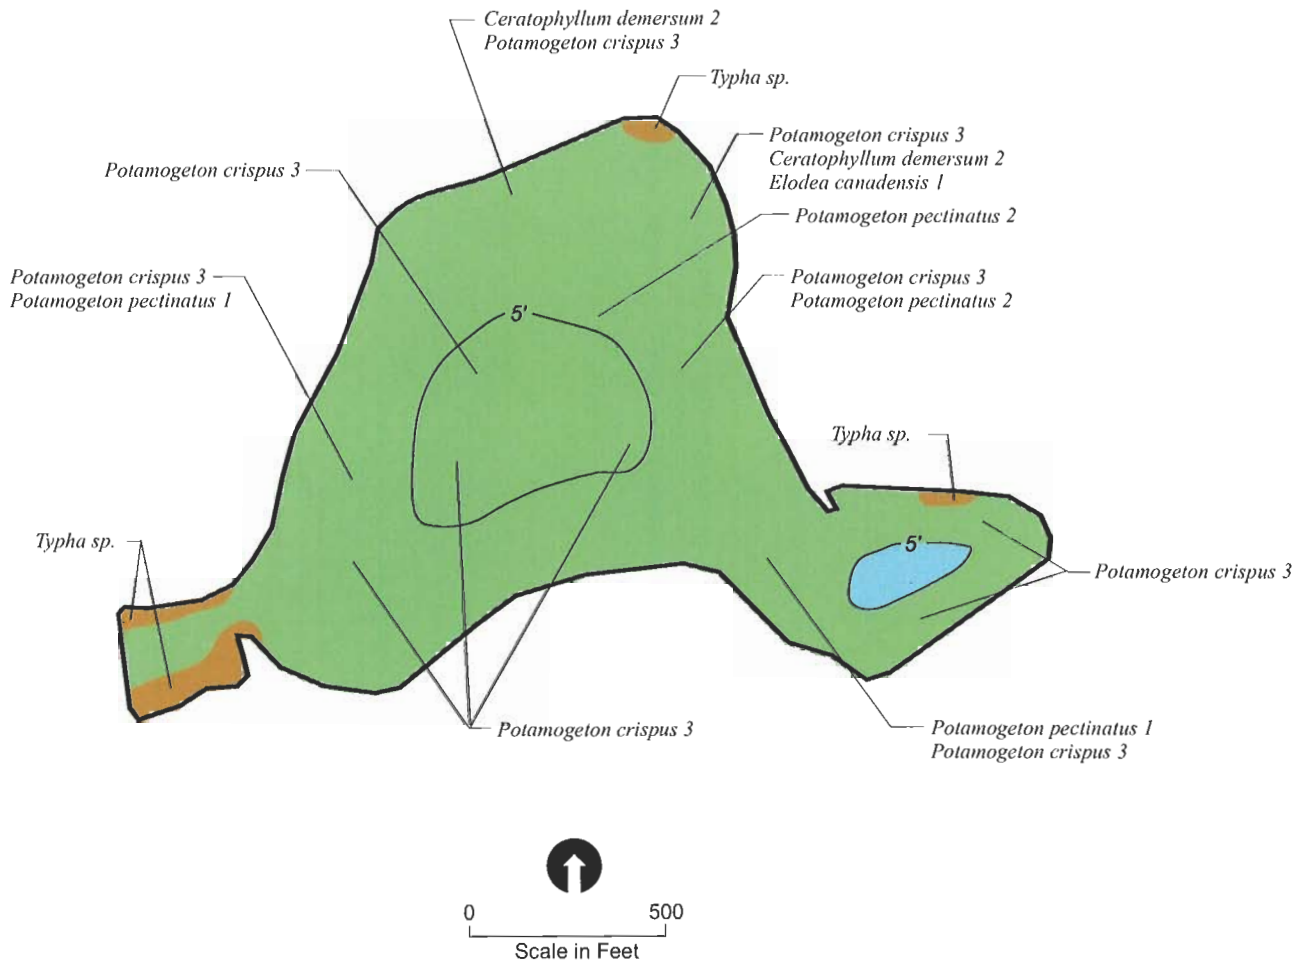 Ceratophyllum demersum 2
Potamogeton crispus 3
Typha sp.
Potamogeton crispus 3
Ceratophyllum demersum 2
Elodea canadensis 1
Potamogeton crispus 3
Potamogeton pectinatus 2
Potamogeton crispus 3
Potamogeton pectinatus 1
Potamogeton crispus 3
Potamogeton pectinatus 2
5'
Typha sp.
Typha sp.
5'
Potamogeton crispus 3
Potamogeton crispus 3
Potamogeton pectinatus 1
Potamogeton crispus 3
0 500
Scale in Feet